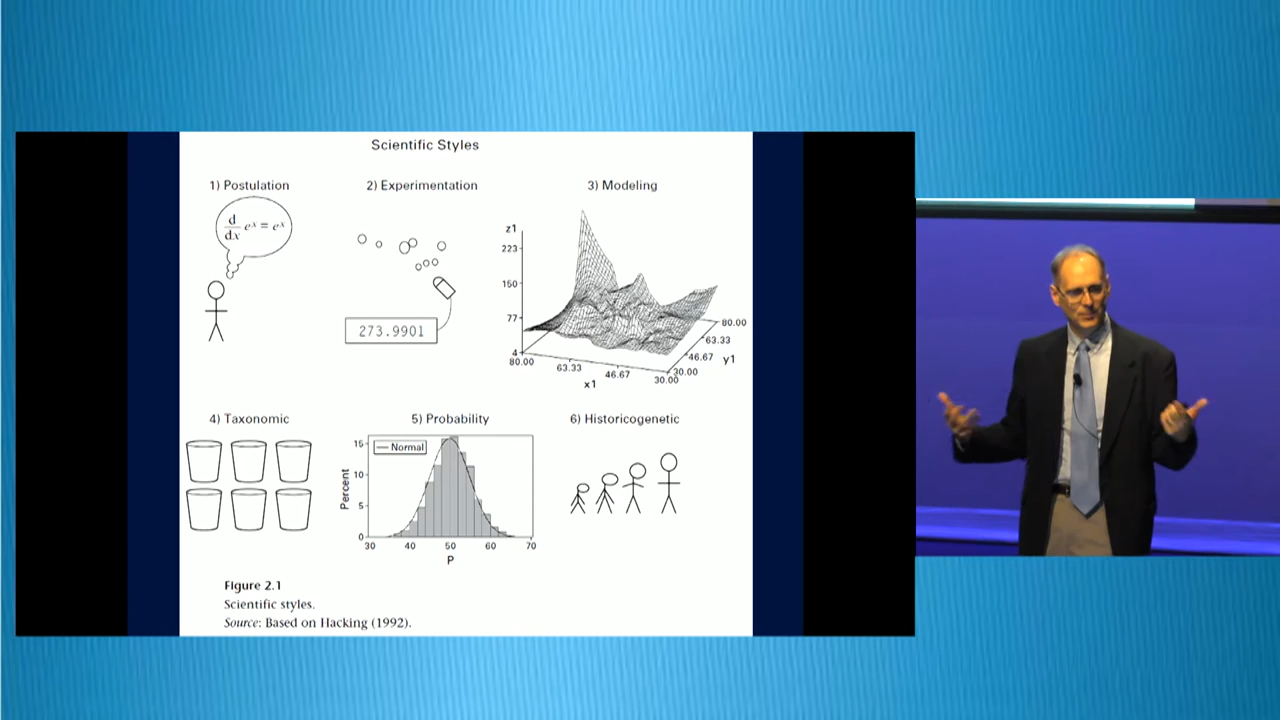 Scientific Styles
1) Postulation
2) Experimentation
3) Modeling
d/dx eˣ = eˣ
273.9901
z1
223
150
77
4
80.00
63.33
46.67
30.00
x1
30.00
46.67
63.33
80.00
y1
4) Taxonomic
5) Probability
6) Historicogenetic
Normal
Percent
15
10
5
0
30 40 50 60 70
P
Figure 2.1
Scientific styles.
Source: Based on Hacking (1992).